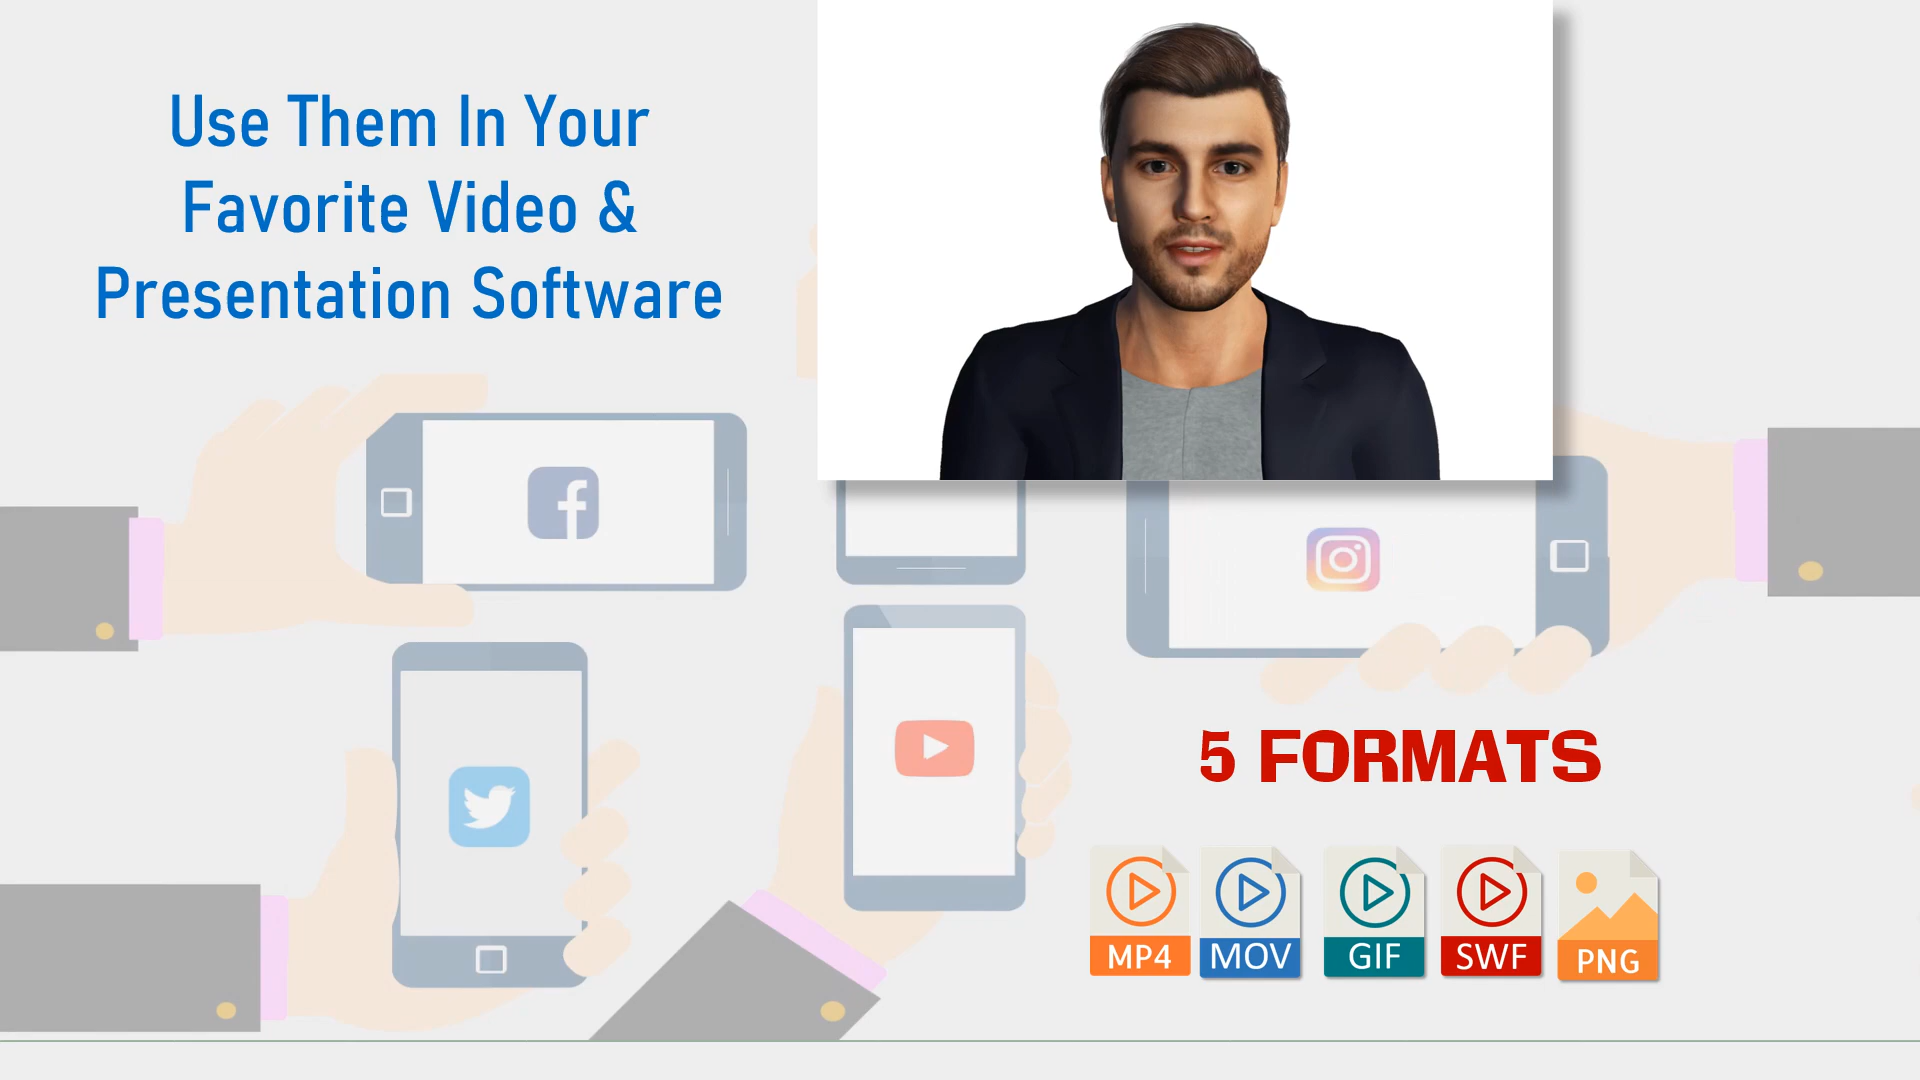 Use Them In Your
Favorite Video &
Presentation Software
5 FORMATS
MP4 MOV GIF SWF PNG